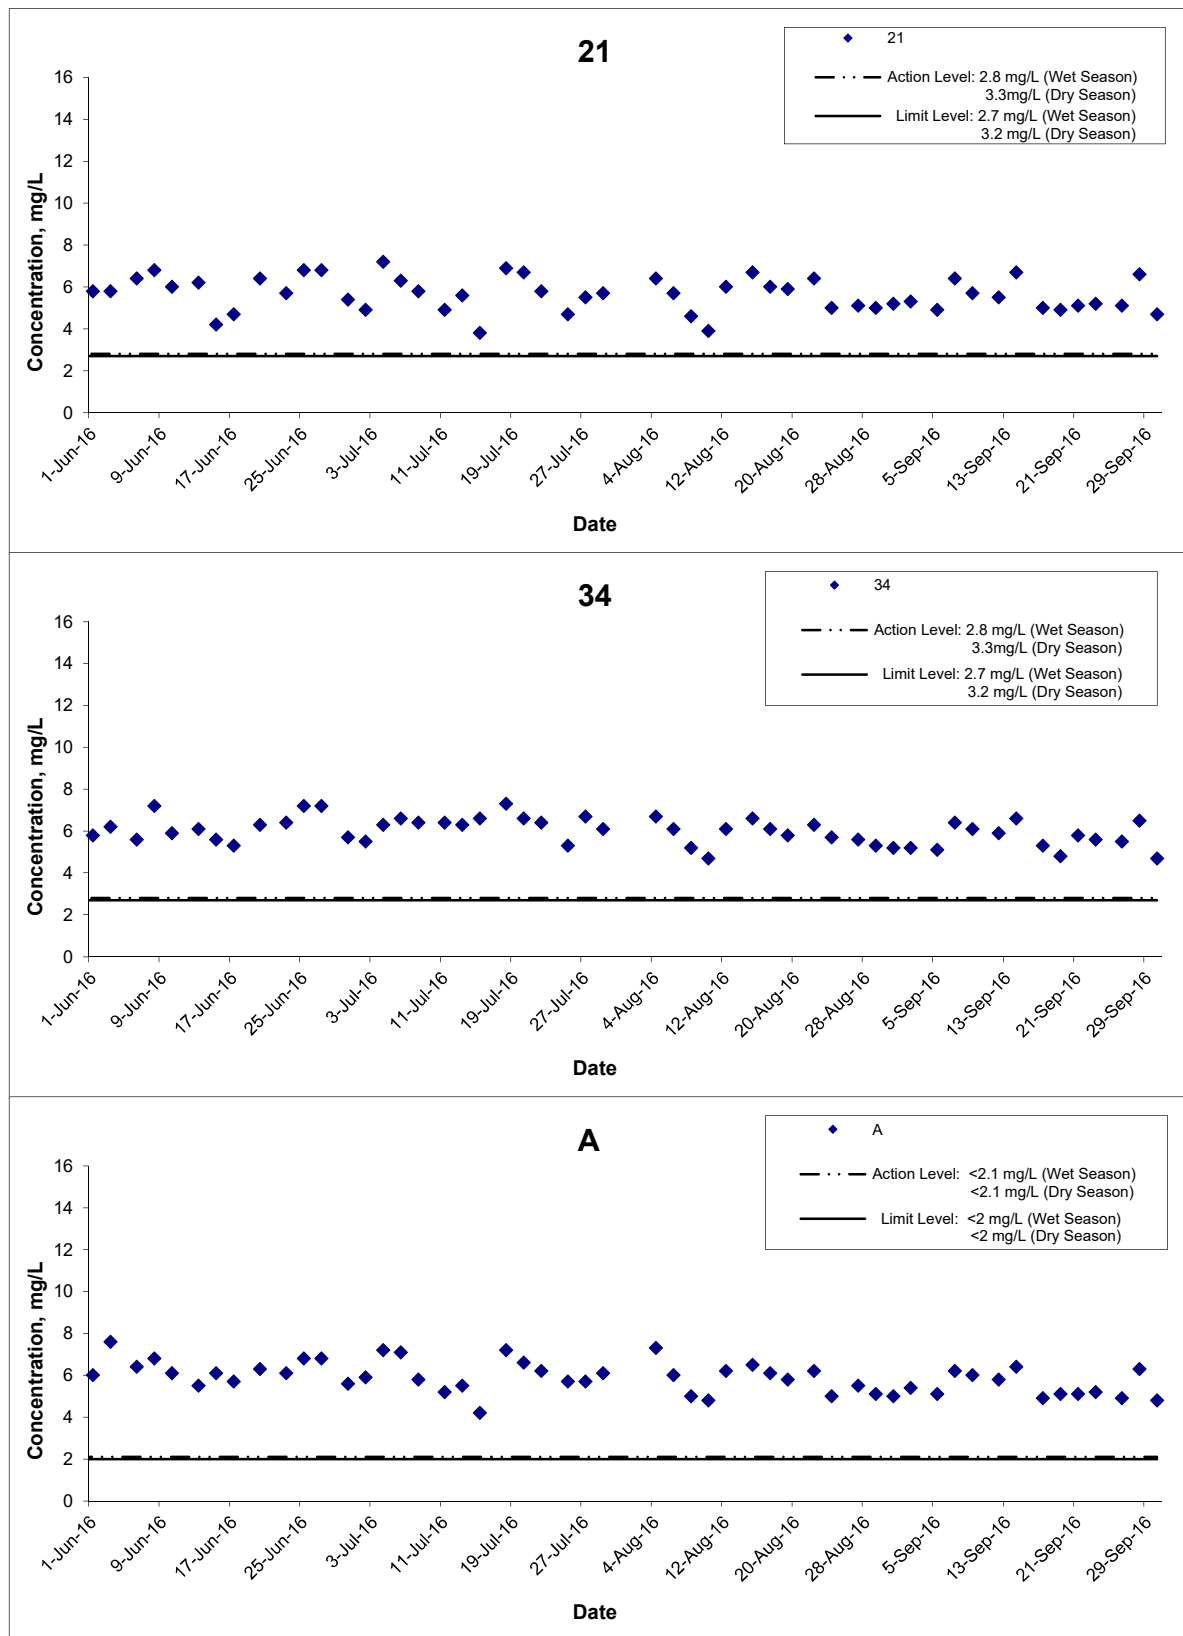 21
21
Action Level: 2.8 mg/L (Wet Season)
3.3mg/L (Dry Season)
Limit Level: 2.7 mg/L (Wet Season)
3.2 mg/L (Dry Season)
Concentration, mg/L
16
14
12
10
8
6
4
2
0
1-Jun-16
9-Jun-16
17-Jun-16
25-Jun-16
3-Jul-16
11-Jul-16
19-Jul-16
27-Jul-16
4-Aug-16
12-Aug-16
20-Aug-16
28-Aug-16
5-Sep-16
13-Sep-16
21-Sep-16
29-Sep-16
Date
34
34
Action Level: 2.8 mg/L (Wet Season)
3.3mg/L (Dry Season)
Limit Level: 2.7 mg/L (Wet Season)
3.2 mg/L (Dry Season)
Concentration, mg/L
16
14
12
10
8
6
4
2
0
1-Jun-16
9-Jun-16
17-Jun-16
25-Jun-16
3-Jul-16
11-Jul-16
19-Jul-16
27-Jul-16
4-Aug-16
12-Aug-16
20-Aug-16
28-Aug-16
5-Sep-16
13-Sep-16
21-Sep-16
29-Sep-16
Date
A
A
Action Level: <2.1 mg/L (Wet Season)
<2.1 mg/L (Dry Season)
Limit Level: <2 mg/L (Wet Season)
<2 mg/L (Dry Season)
Concentration, mg/L
16
14
12
10
8
6
4
2
0
1-Jun-16
9-Jun-16
17-Jun-16
25-Jun-16
3-Jul-16
11-Jul-16
19-Jul-16
27-Jul-16
4-Aug-16
12-Aug-16
20-Aug-16
28-Aug-16
5-Sep-16
13-Sep-16
21-Sep-16
29-Sep-16
Date